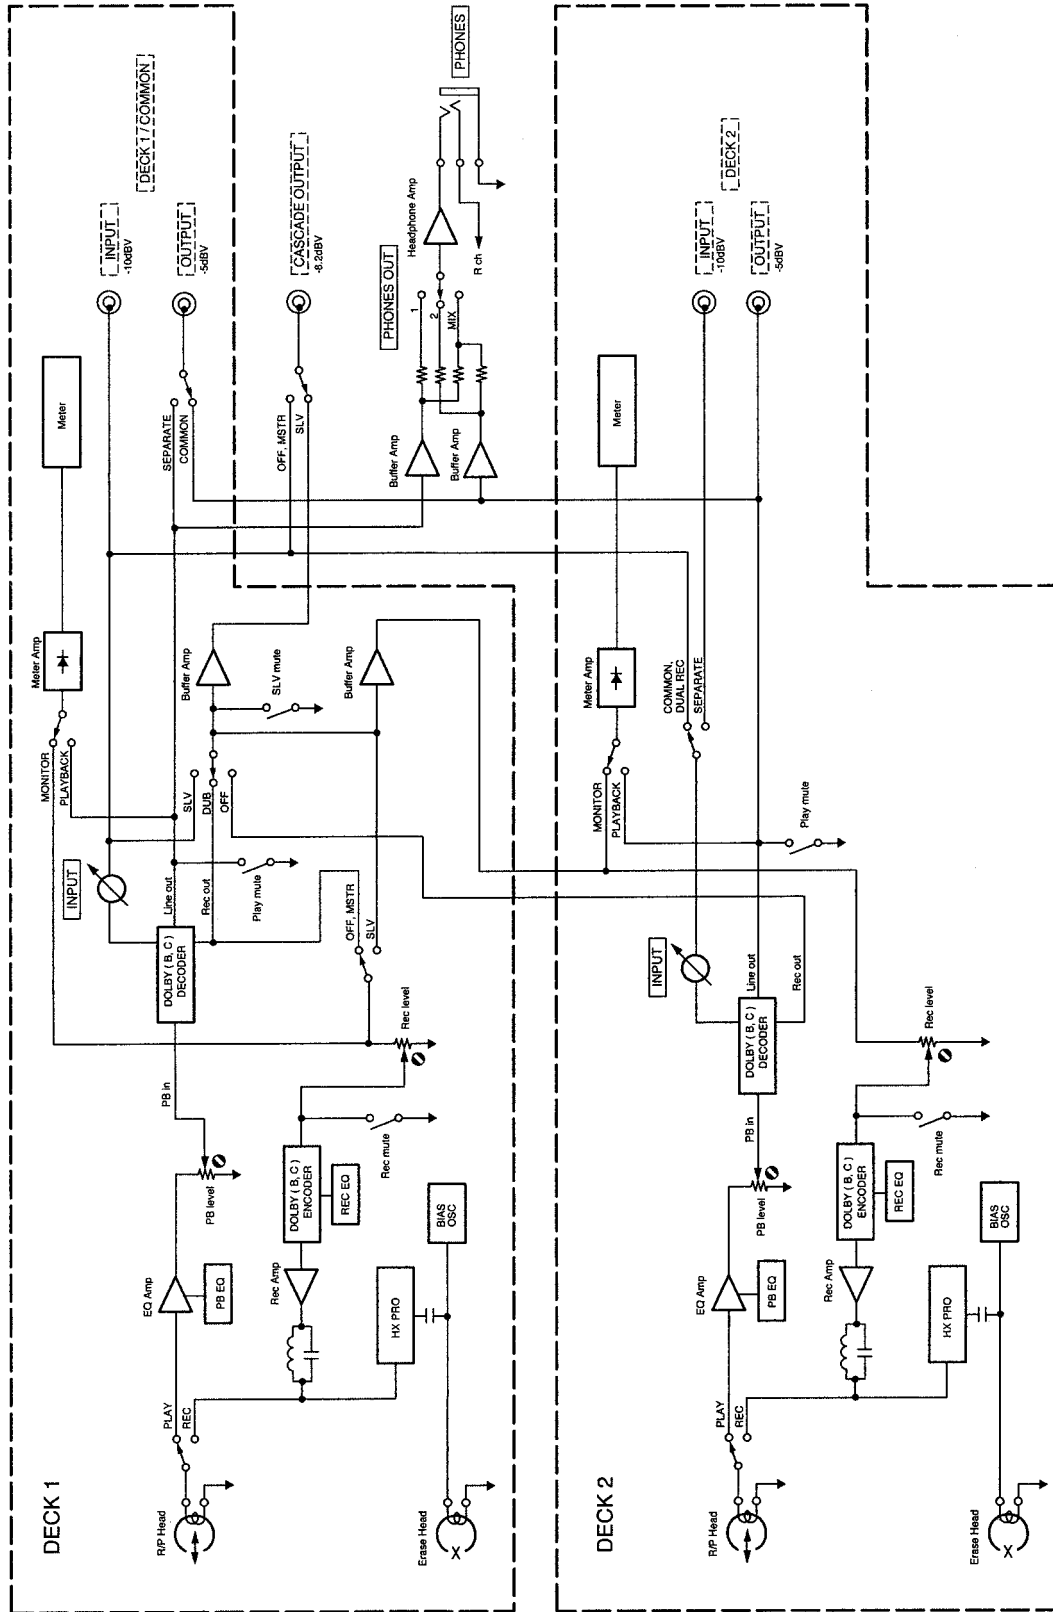 DECK 1
R/P Head
PLAY
REC
EQ Amp
PB EQ
PB level
PB in
DOLBY ( B, C )
DECODER
Line out
Rec out
INPUT
MONITOR
PLAYBACK
Meter Amp
Meter
Play mute
SLV
DUB
OFF
Buffer Amp
SLV mute
Buffer Amp
OFF, MSTR
SLV
Rec level
Rec mute
DOLBY ( B, C )
ENCODER
REC EQ
Rec Amp
HX PRO
BIAS
OSC
Erase Head
X
SEPARATE
COMMON
INPUT
-10dBV
OUTPUT
-5dBV
DECK 1 / COMMON
OFF, MSTR
SLV
CASCADE OUTPUT
-8.2dBV
Buffer Amp
Buffer Amp
1
2
MIX
PHONES OUT
Headphone Amp
R ch
PHONES
DECK 2
R/P Head
PLAY
REC
EQ Amp
PB EQ
PB level
PB in
DOLBY ( B, C )
DECODER
Line out
Rec out
INPUT
MONITOR
PLAYBACK
Meter Amp
Meter
COMMON,
DUAL REC
SEPARATE
Play mute
Rec level
Rec mute
DOLBY ( B, C )
ENCODER
REC EQ
Rec Amp
HX PRO
BIAS
OSC
Erase Head
X
INPUT
-10dBV
OUTPUT
-5dBV
DECK 2